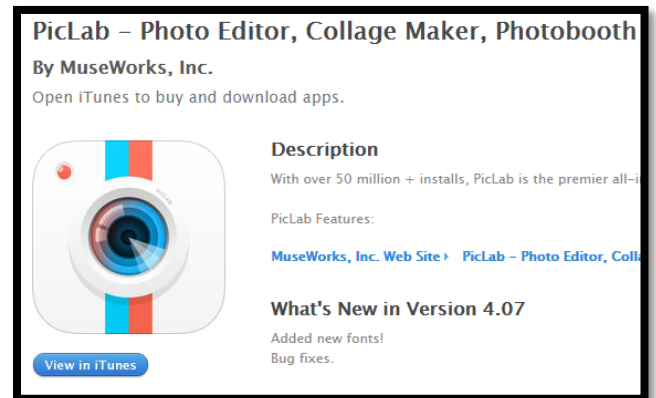 PicLab – Photo Editor, Collage Maker, Photobooth
By MuseWorks, Inc.
Open iTunes to buy and download apps.
PICLAB
Description
With over 50 million + installs, PicLab is the premier all-i
PicLab Features:
MuseWorks, Inc. Web Site PicLab – Photo Editor, Colla
What's New in Version 4.07
Added new fonts!
Bug fixes.
View in iTunes